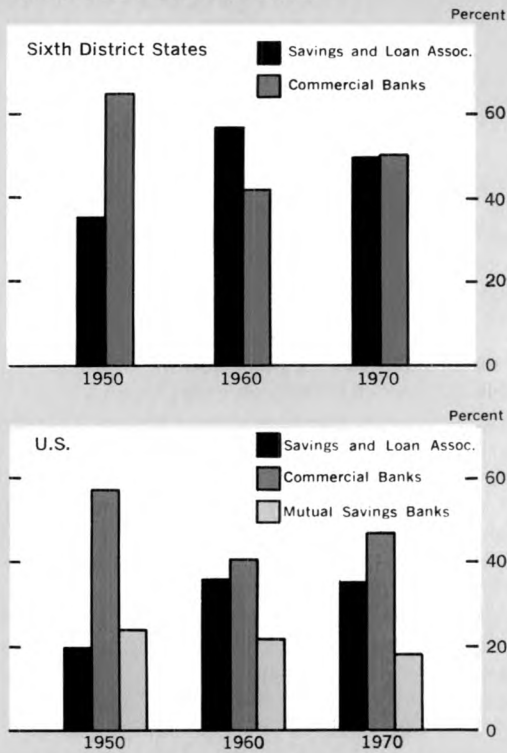 Percent
Sixth District States
Savings and Loan Assoc.
Commercial Banks
60
40
20
0
1950 1960 1970
Percent
U.S.
Savings and Loan Assoc.
Commercial Banks
Mutual Savings Banks
60
40
20
0
1950 1960 1970